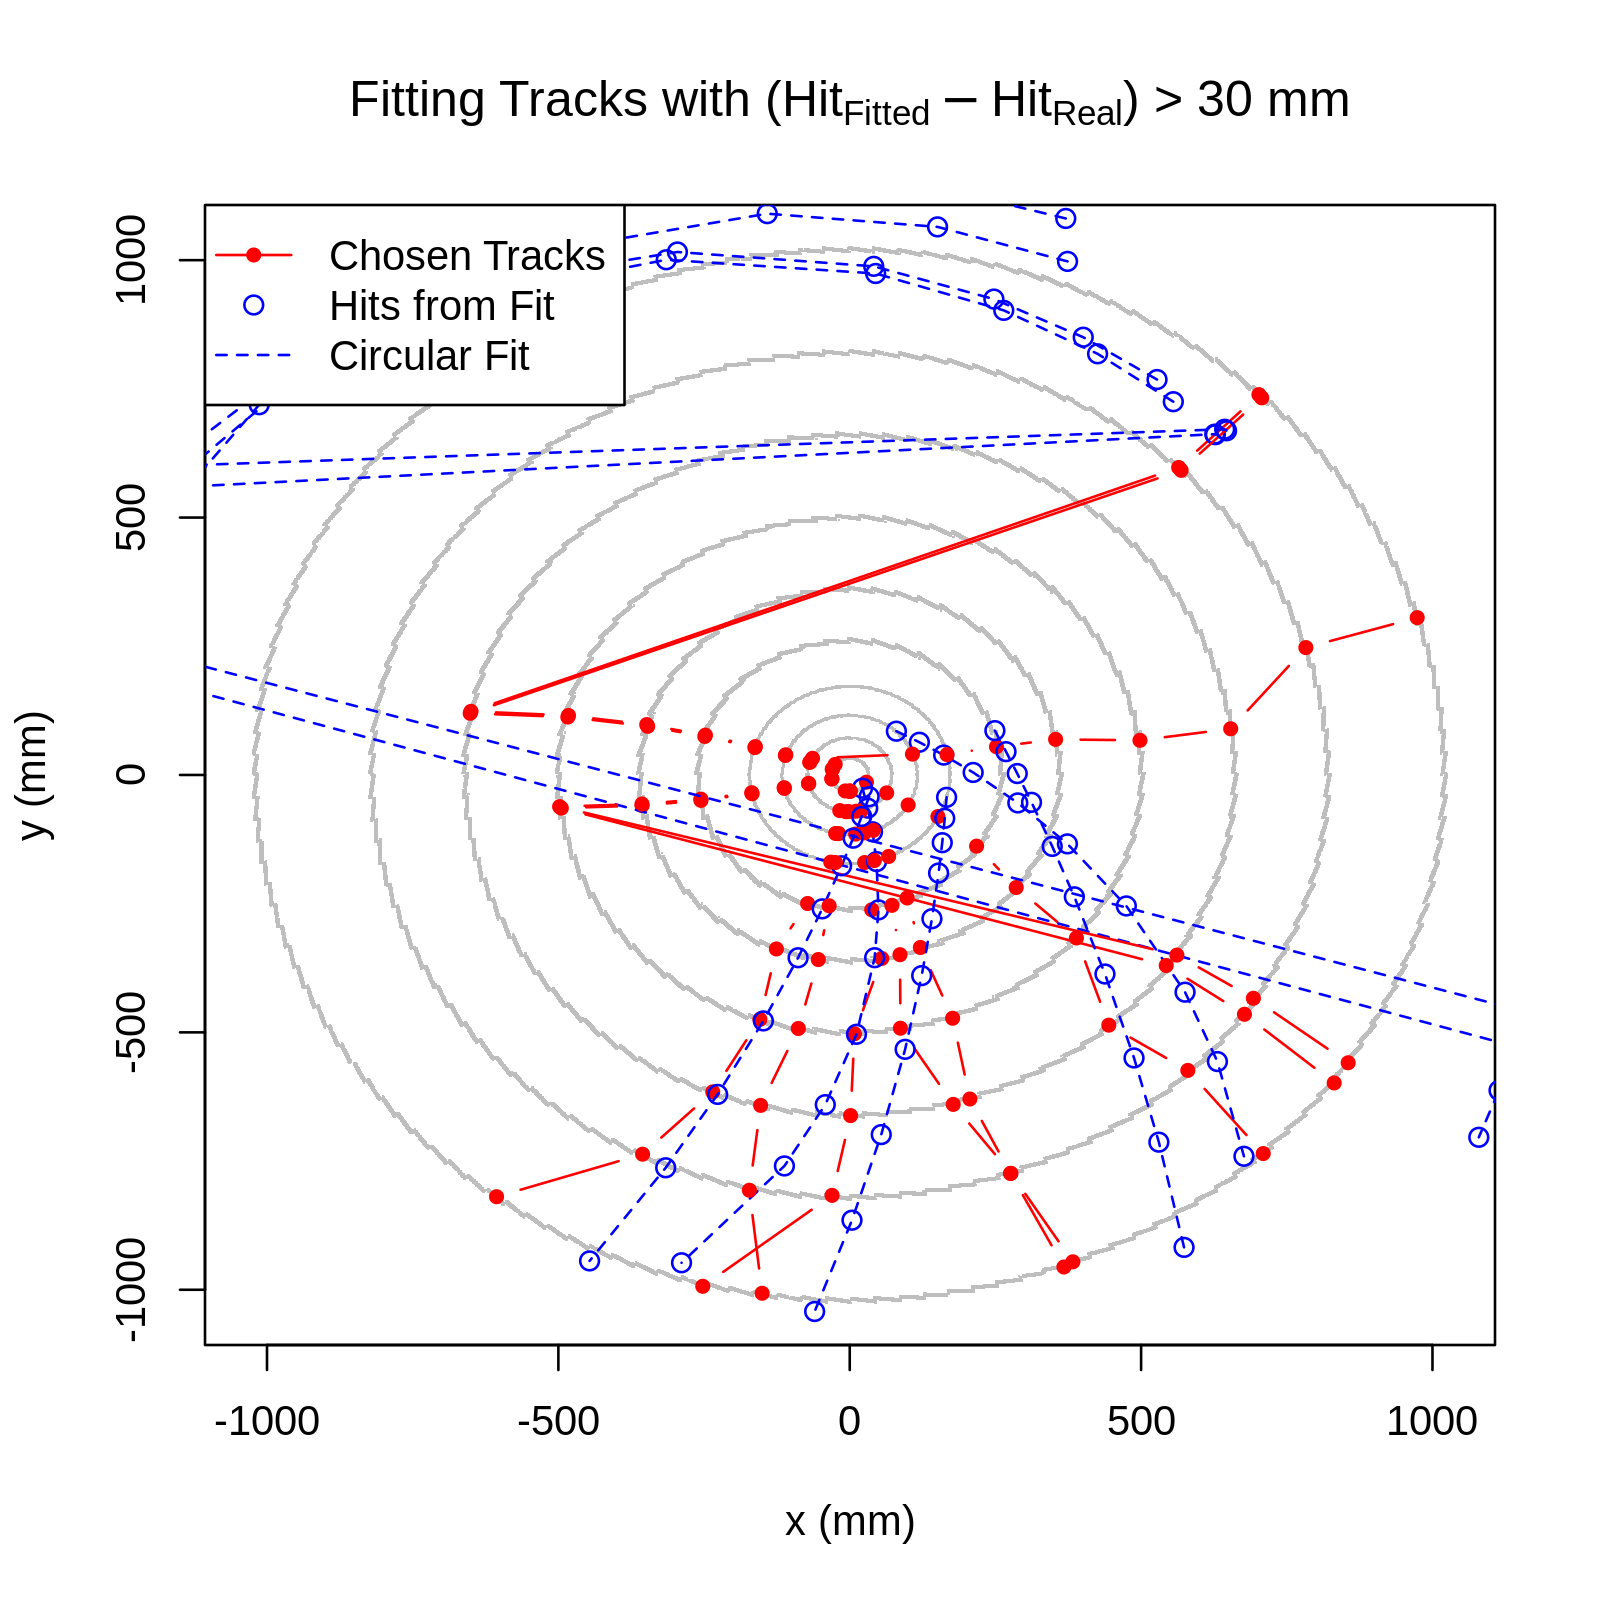 Fitting Tracks with (HitFitted − HitReal) > 30 mm
Chosen Tracks
Hits from Fit
Circular Fit
y (mm)
1000
500
0
-500
-1000
-1000 -500 0 500 1000
x (mm)